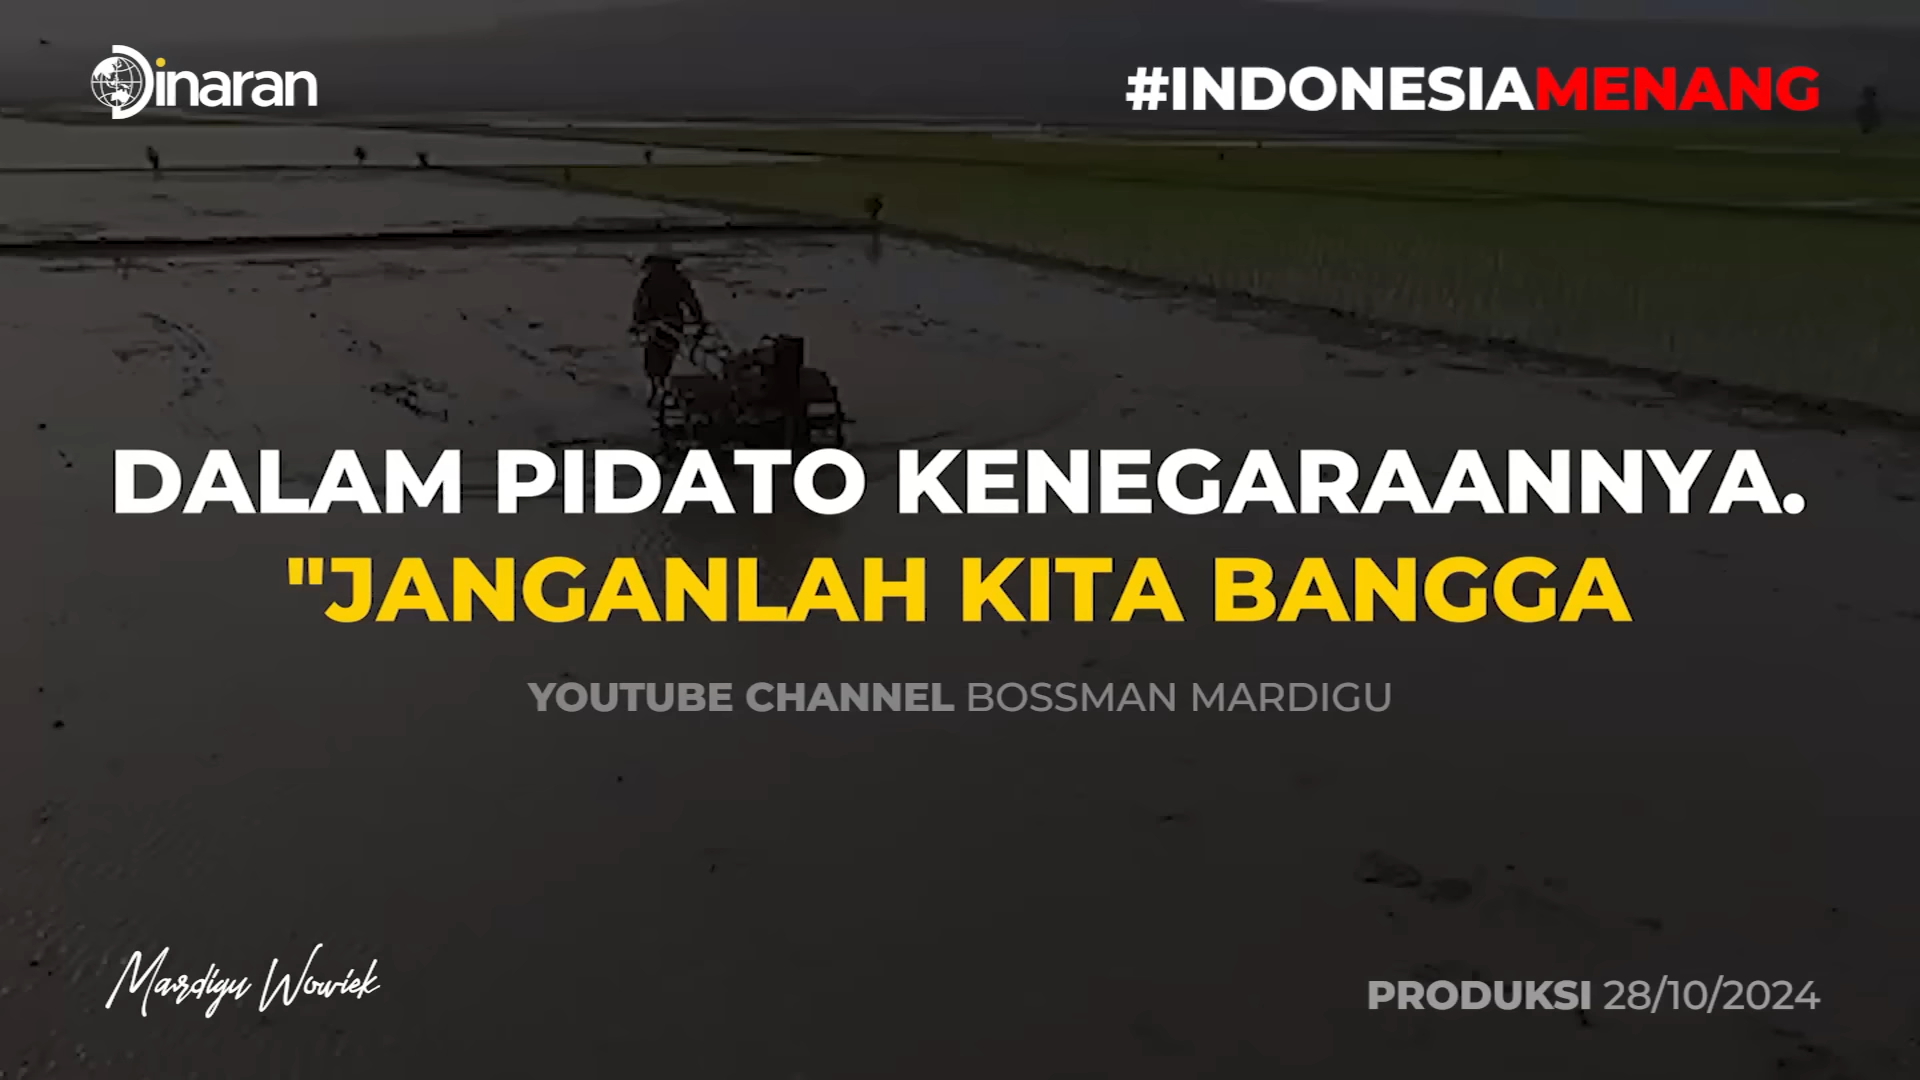 Dinaran
#INDONESIAMENANG
DALAM PIDATO KENEGARAANNYA.
"JANGANLAH KITA BANGGA
YOUTUBE CHANNEL BOSSMAN MARDIGU
Mardigu Wowiek
PRODUKSI 28/10/2024